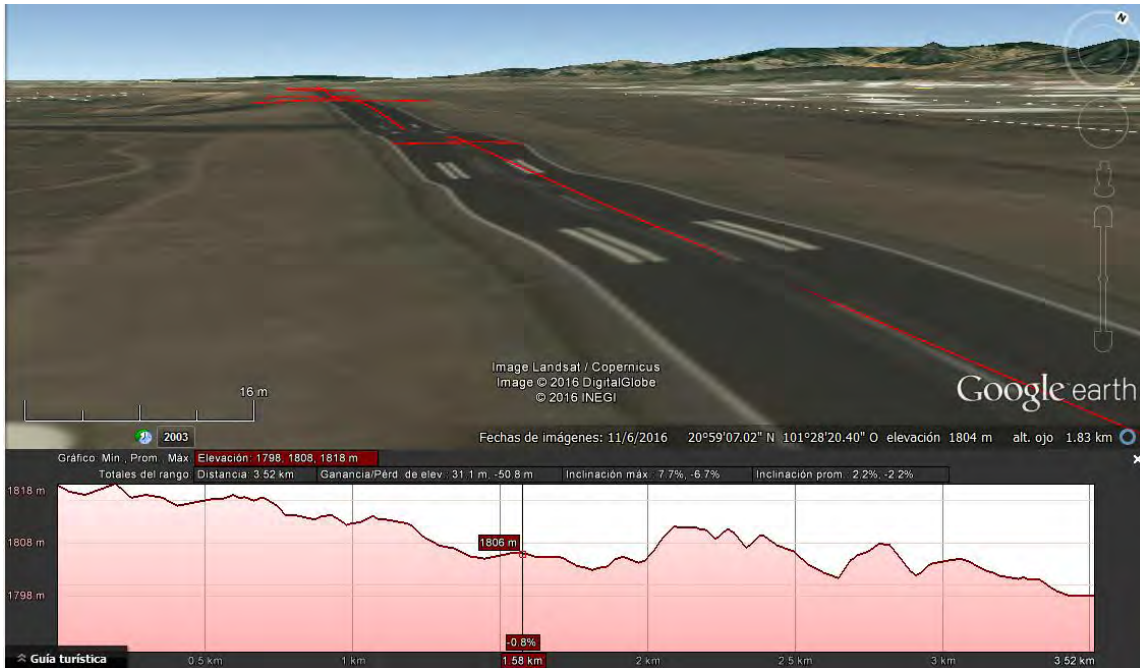 N
16 m
Image Landsat / Copernicus
Image © 2016 DigitalGlobe
© 2016 INEGI
Google earth
2003
Fechas de imágenes: 11/6/2016 20º59'07.02" N 101º28'20.40" O elevación 1804 m alt. ojo 1.83 km
Gráfico: Mín., Prom., Máx. Elevación: 1798, 1808, 1818 m
Totales del rango Distancia: 3.52 km Ganancia/Pérd. de elev.: 31.1 m, -50.8 m Inclinación máx.: 7.7%, -6.7% Inclinación prom.: 2.2%, -2.2%
1818 m
1808 m
1806 m
1798 m
-0.8%
Guía turística
0.5 km 1 km 1.58 km 2 km 2.5 km 3 km 3.52 km